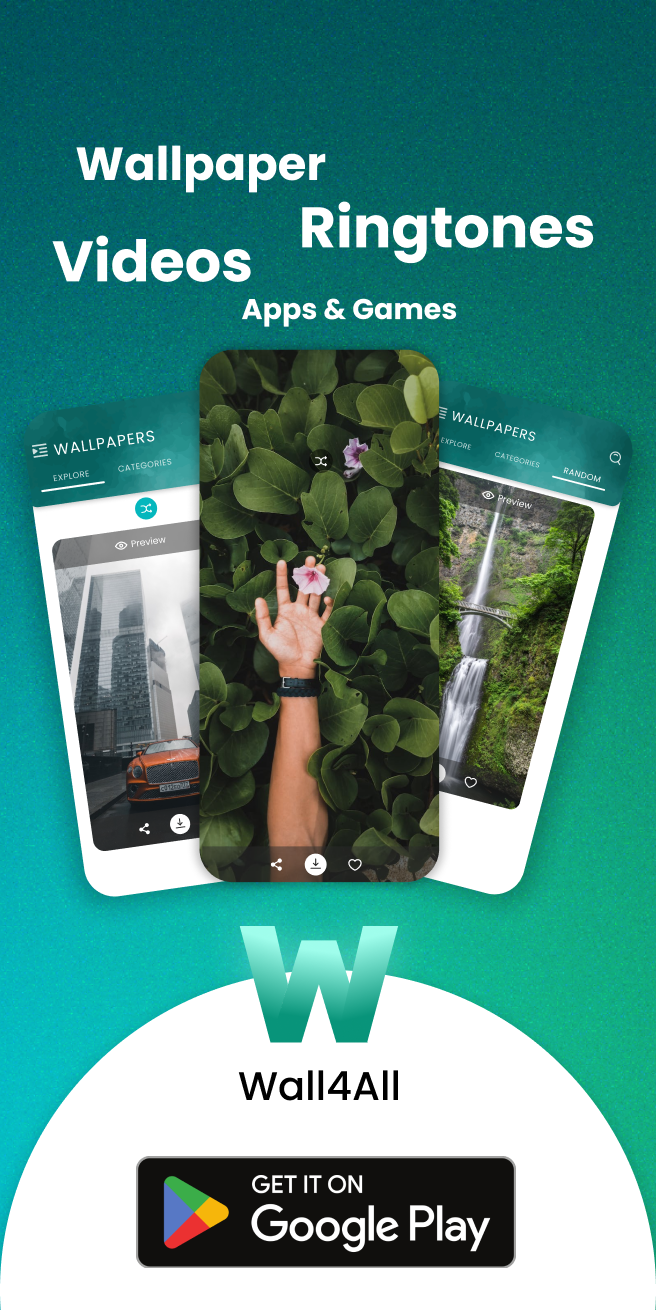 Wallpaper
Ringtones
Videos
Apps & Games
WALLPAPERS
EXPLORE
CATEGORIES
Preview
WALLPAPERS
EXPLORE
CATEGORIES
RANDOM
Preview
W
Wall4All
GET IT ON
Google Play